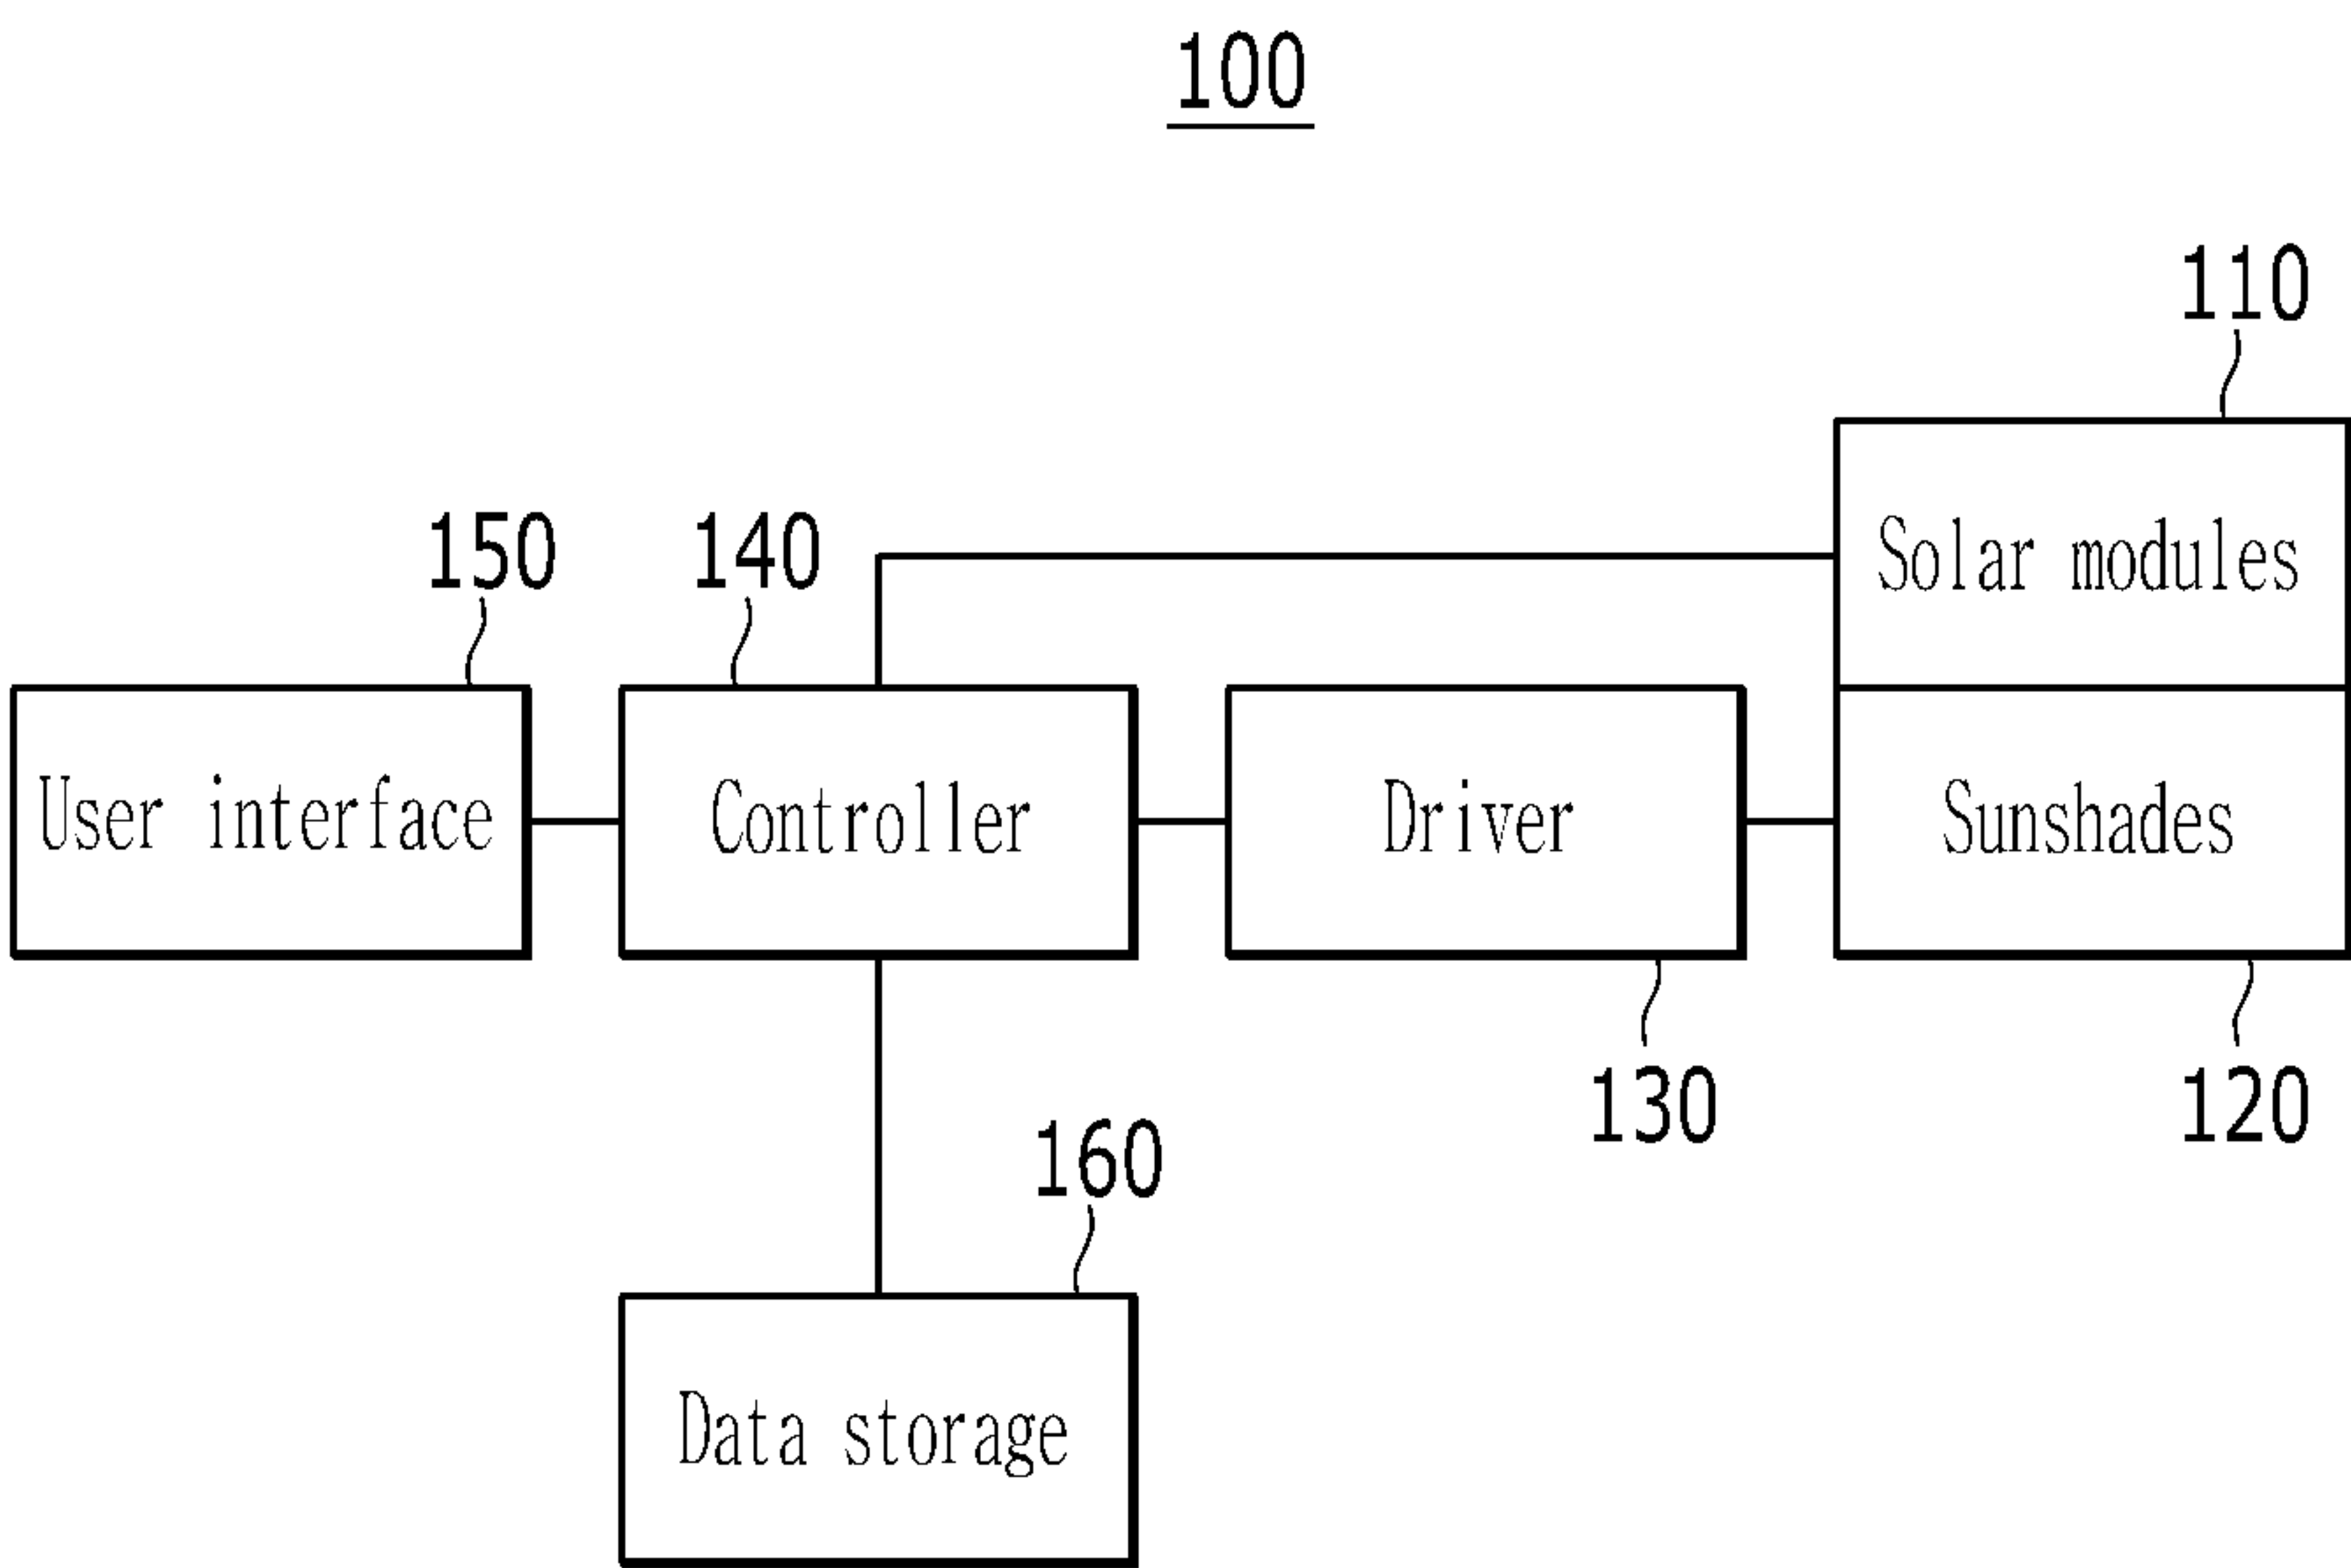 100
110
150
140
Solar modules
User interface
Controller
Driver
Sunshades
130
120
160
Data storage